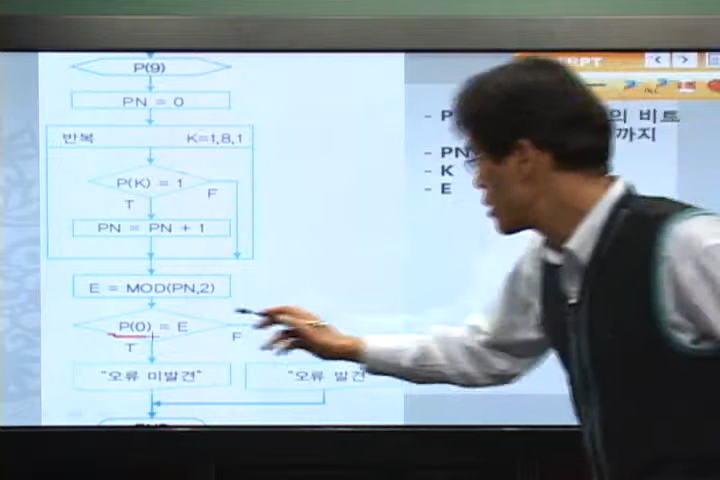 P(9)
PN = 0
반복 K=1,8,1
P(K) = 1
T F
PN = PN + 1
E = MOD(PN,2)
P(0) = E
T F
"오류 미발견" "오류 발견"
- P 의 비트
까지
- PN
- K
- E